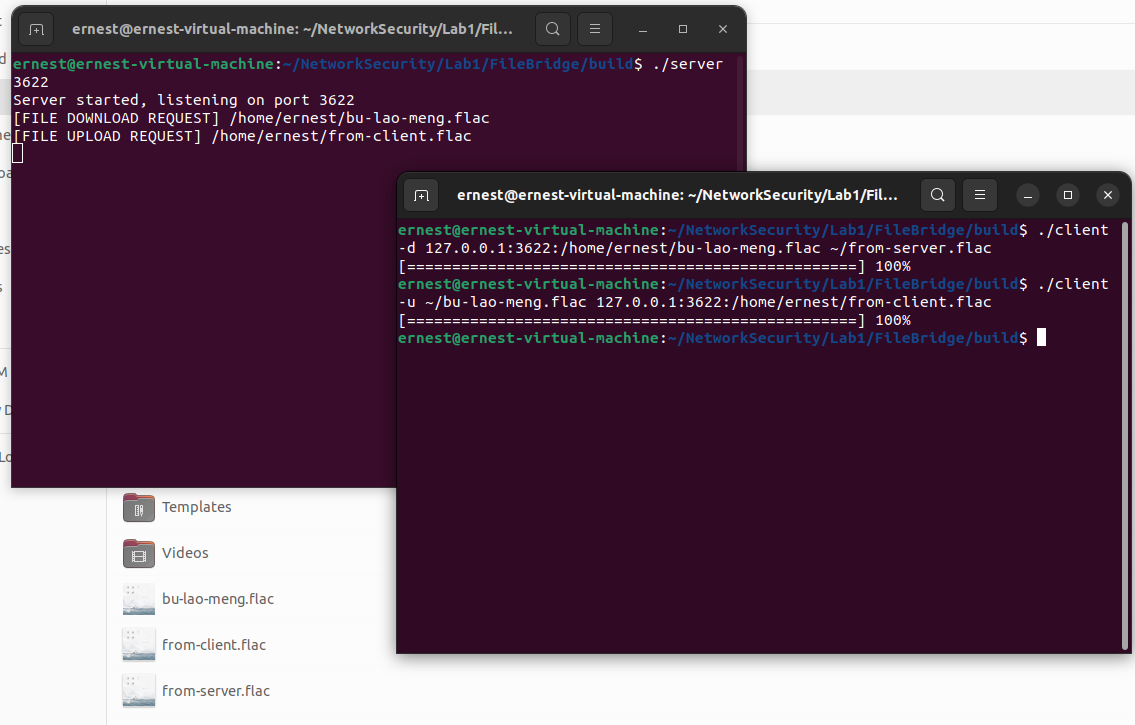 ernest@ernest-virtual-machine: ~/NetworkSecurity/Lab1/Fil...
ernest@ernest-virtual-machine:~/NetworkSecurity/Lab1/FileBridge/build$ ./server
3622
Server started, listening on port 3622
[FILE DOWNLOAD REQUEST] /home/ernest/bu-lao-meng.flac
[FILE UPLOAD REQUEST] /home/ernest/from-client.flac
ernest@ernest-virtual-machine: ~/NetworkSecurity/Lab1/Fil...
ernest@ernest-virtual-machine:~/NetworkSecurity/Lab1/FileBridge/build$ ./client
-d 127.0.0.1:3622:/home/ernest/bu-lao-meng.flac ~/from-server.flac
[==================================================] 100%
ernest@ernest-virtual-machine:~/NetworkSecurity/Lab1/FileBridge/build$ ./client
-u ~/bu-lao-meng.flac 127.0.0.1:3622:/home/ernest/from-client.flac
[==================================================] 100%
ernest@ernest-virtual-machine:~/NetworkSecurity/Lab1/FileBridge/build$
Templates
Videos
bu-lao-meng.flac
from-client.flac
from-server.flac